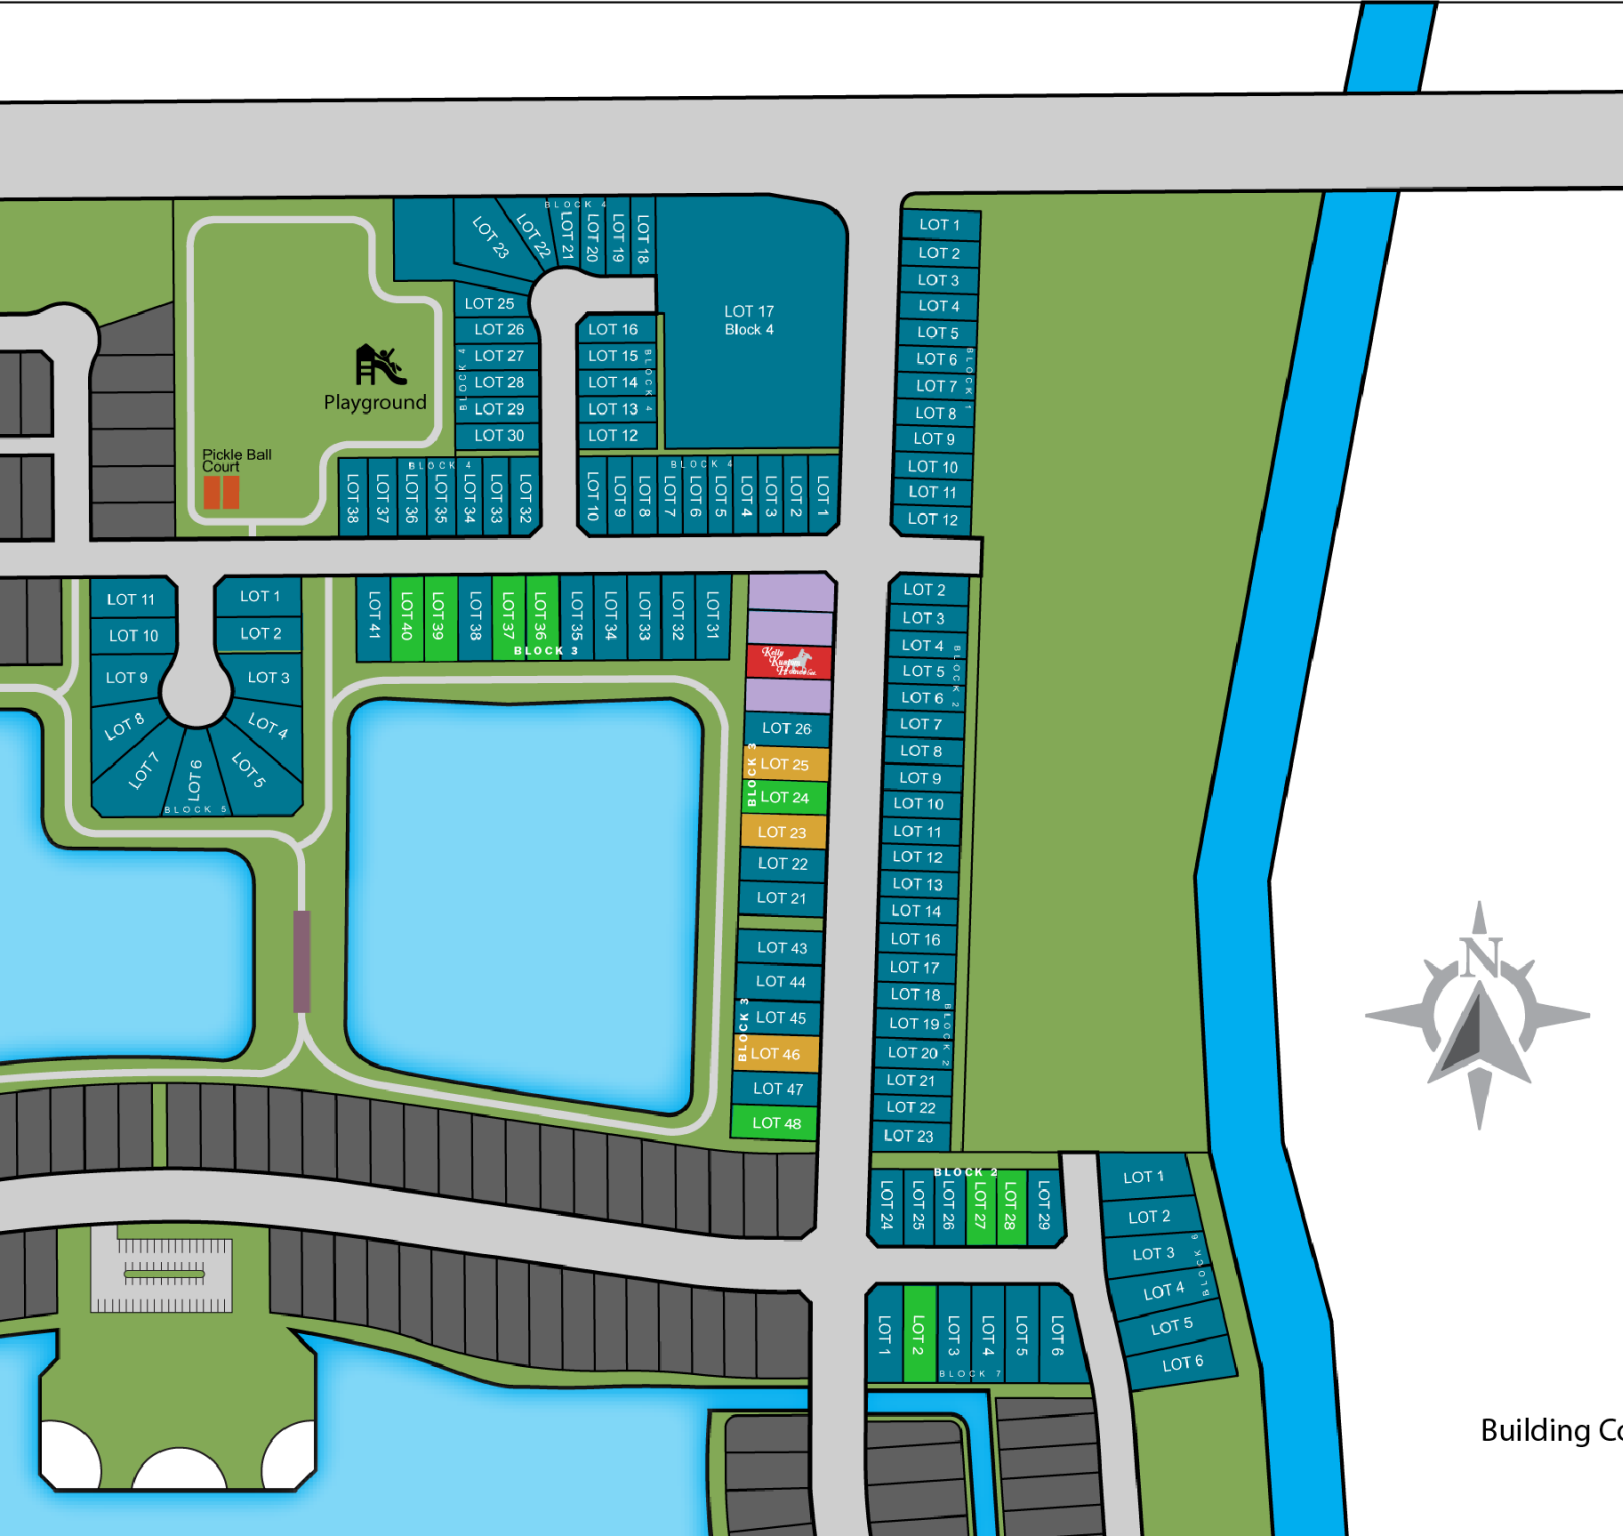 BLOCK 4
LOT 23
LOT 22
LOT 21
LOT 20
LOT 19
LOT 18
LOT 17
Block 4
LOT 25
LOT 26
LOT 27
LOT 28
LOT 29
LOT 30
BLOCK 4
LOT 16
LOT 15
LOT 14
LOT 13
LOT 12
BLOCK 4
Playground
Pickle Ball
Court
BLOCK 4
LOT 38
LOT 37
LOT 36
LOT 35
LOT 34
LOT 33
LOT 32
BLOCK 4
LOT 10
LOT 9
LOT 8
LOT 7
LOT 6
LOT 5
LOT 4
LOT 3
LOT 2
LOT 1
LOT 1
LOT 2
LOT 3
LOT 4
LOT 5
LOT 6
LOT 7
LOT 8
LOT 9
LOT 10
LOT 11
LOT 12
BLOCK 1
LOT 11
LOT 10
LOT 9
LOT 8
LOT 7
LOT 6
LOT 5
LOT 4
LOT 3
LOT 2
LOT 1
BLOCK 5
LOT 41
LOT 40
LOT 39
LOT 38
LOT 37
LOT 36
LOT 35
LOT 34
LOT 33
LOT 32
LOT 31
BLOCK 3
Kelly
LOT 26
LOT 25
LOT 24
LOT 23
LOT 22
LOT 21
BLOCK 3
LOT 43
LOT 44
LOT 45
LOT 46
LOT 47
LOT 48
BLOCK 3
LOT 2
LOT 3
LOT 4
LOT 5
LOT 6
LOT 7
LOT 8
LOT 9
LOT 10
LOT 11
LOT 12
LOT 13
LOT 14
LOT 16
LOT 17
LOT 18
LOT 19
LOT 20
LOT 21
LOT 22
LOT 23
BLOCK 2
BLOCK 2
N
BLOCK 2
LOT 24
LOT 25
LOT 26
LOT 27
LOT 28
LOT 29
LOT 1
LOT 2
LOT 3
LOT 4
LOT 5
LOT 6
BLOCK 6
LOT 1
LOT 2
LOT 3
LOT 4
LOT 5
LOT 6
BLOCK 7
Building